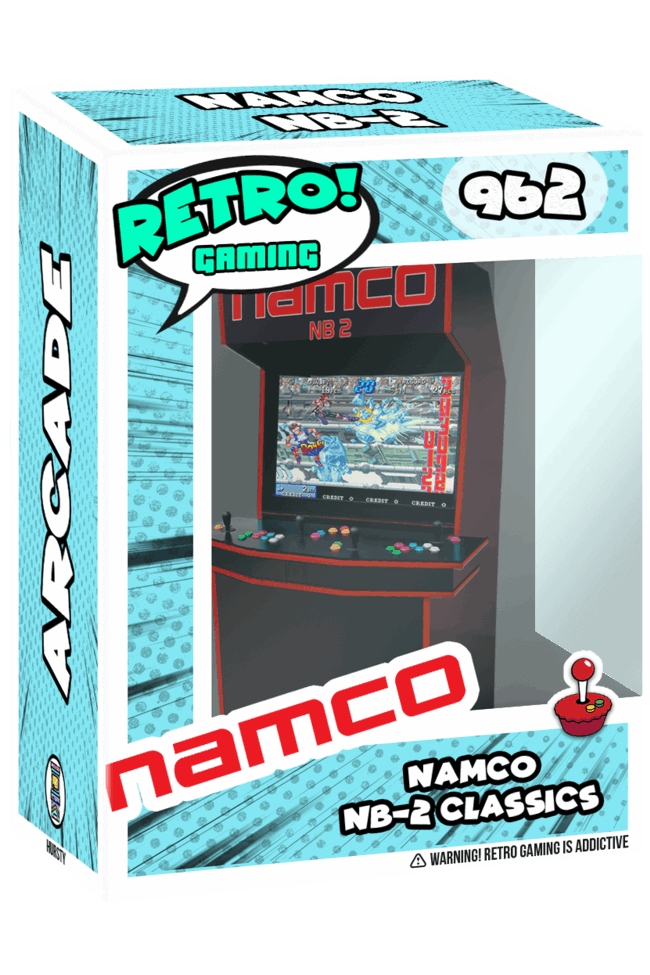 NAMCO
NB-2
RETRO!
GAMING
962
ARCADE
namco
NB 2
CREDIT 0 CREDIT 0 CREDIT 0
namco
NAMCO
NB-2 CLASSICS
WARNING! RETRO GAMING IS ADDICTIVE
HURSTY